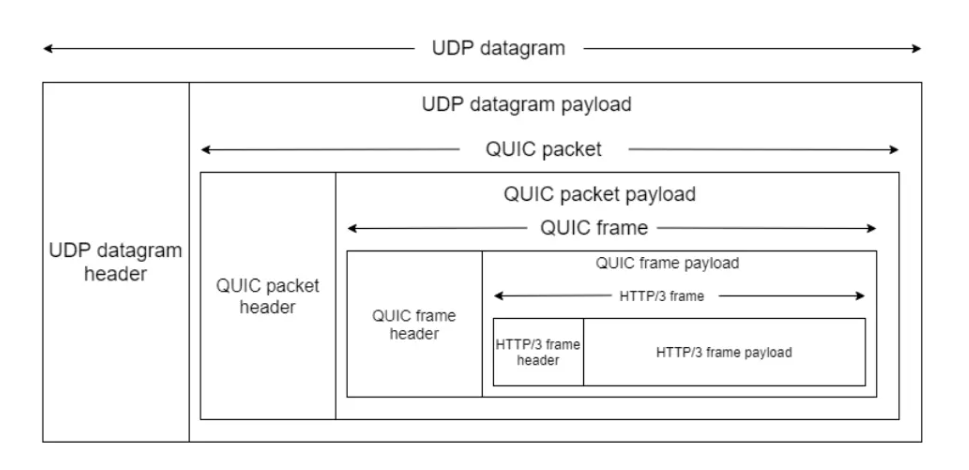 UDP datagram
UDP datagram payload
QUIC packet
QUIC packet payload
QUIC frame
UDP datagram
header
QUIC packet
header
QUIC frame
header
QUIC frame payload
HTTP/3 frame
HTTP/3 frame
header
HTTP/3 frame payload